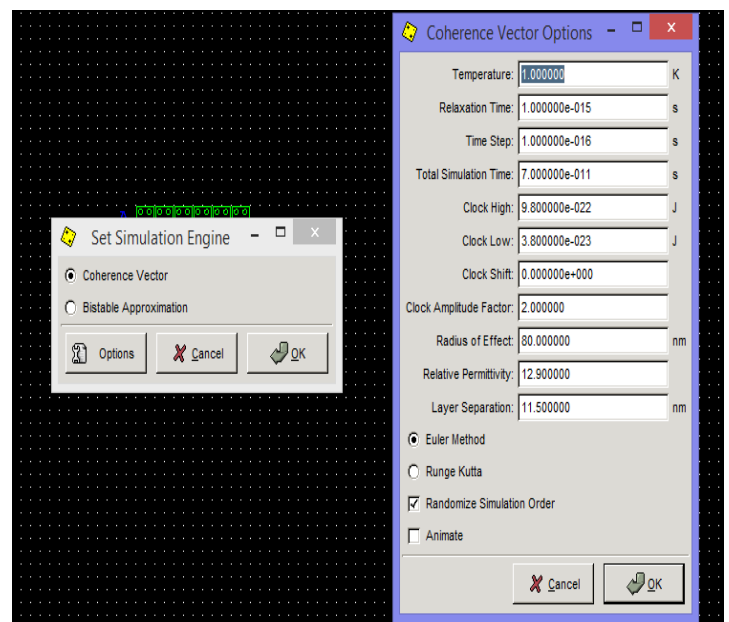 Coherence Vector Options
Temperature: 1.000000 K
Relaxation Time: 1.000000e-015 s
Time Step: 1.000000e-016 s
Total Simulation Time: 7.000000e-011 s
Clock High: 9.800000e-022 J
Clock Low: 3.800000e-023 J
Clock Shift: 0.000000e+000
Clock Amplitude Factor: 2.000000
Radius of Effect: 80.000000 nm
Relative Permittivity: 12.900000
Layer Separation: 11.500000 nm
Euler Method
Runge Kutta
Randomize Simulation Order
Animate
Cancel OK
Set Simulation Engine
Coherence Vector
Bistable Approximation
Options Cancel OK